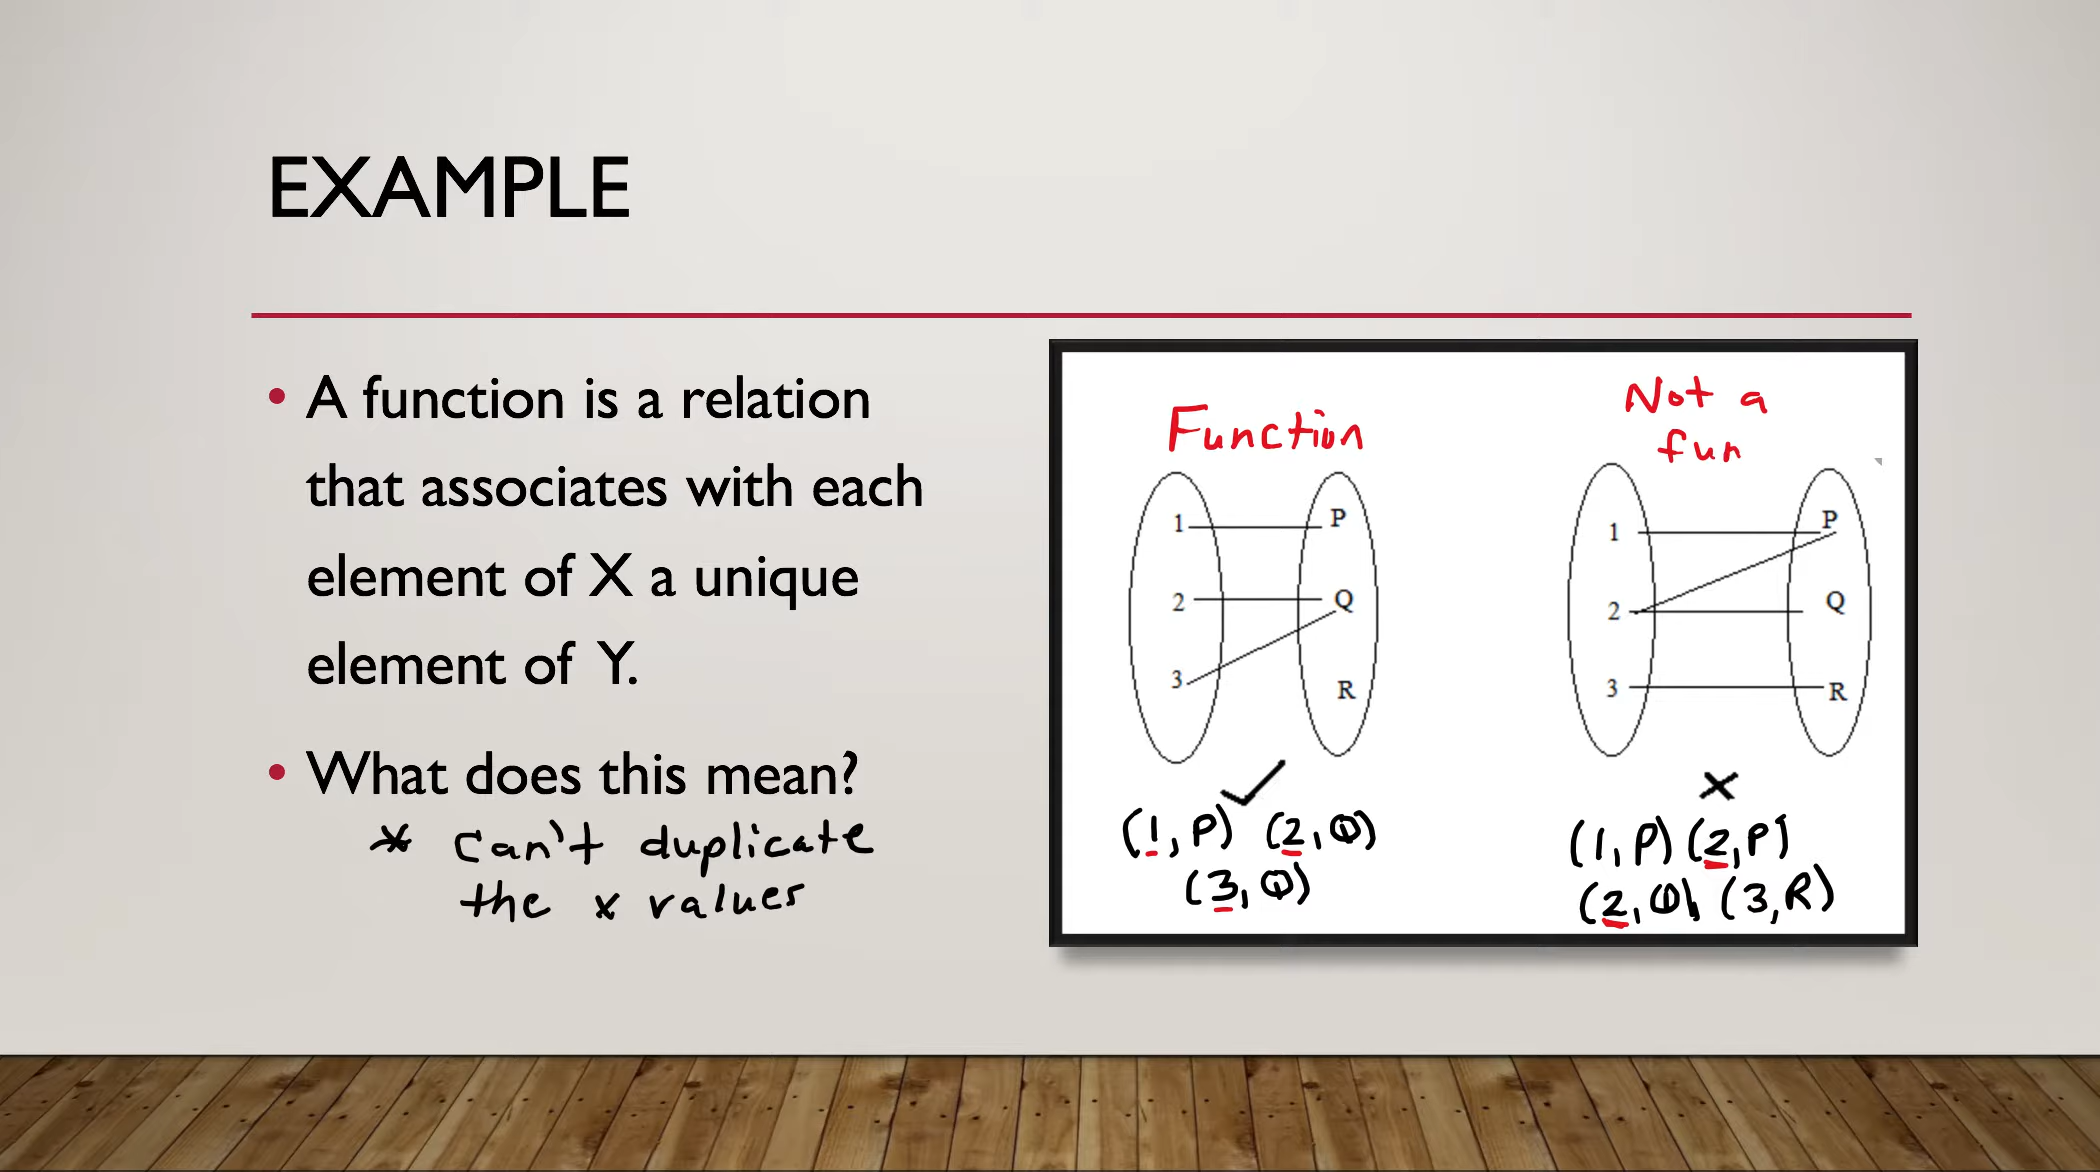 EXAMPLE
• A function is a relation
that associates with each
element of X a unique
element of Y.
• What does this mean?
* Can't duplicate
the x values
Function
1 P
2 Q
3 R
(1, P) (2, Q)
(3, Q)
Not a
fun
1 P
2 Q
3 R
(1, P) (2, P)
(2, Q), (3, R)